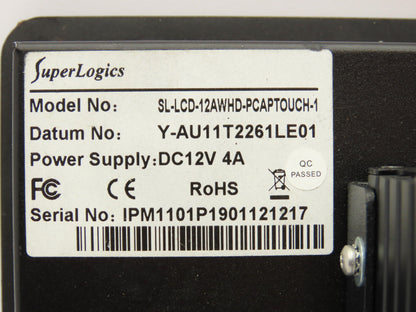 SuperLogics
Model No: SL-LCD-12AWHD-PCAPTOUCH-1
Datum No: Y-AU11T2261LE01
Power Supply: DC12V 4A
QC
PASSED
FC CE RoHS
Serial No: IPM1101P1901121217